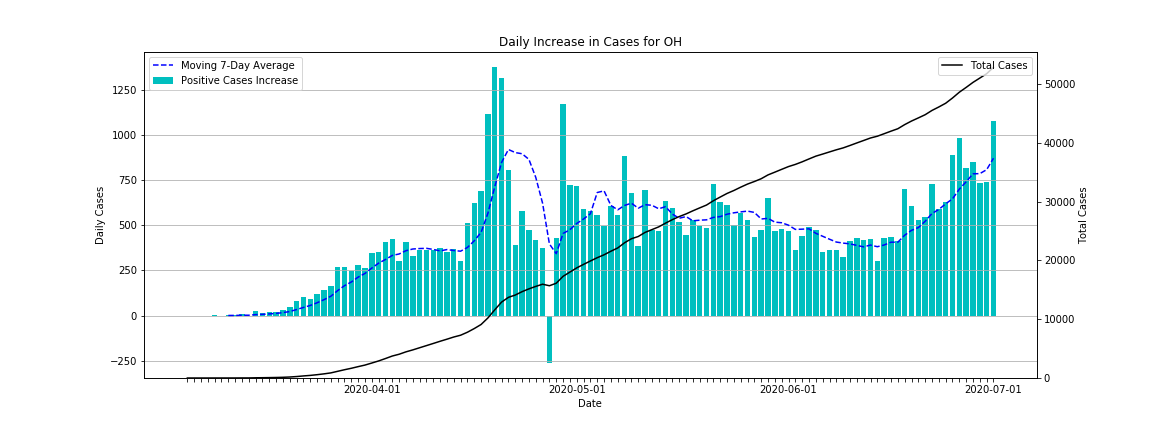 Daily Increase in Cases for OH
Moving 7-Day Average
Positive Cases Increase
Total Cases
1250
1000
750
500
250
0
−250
Daily Cases
50000
40000
30000
20000
10000
0
Total Cases
2020-04-01
2020-05-01
2020-06-01
2020-07-01
Date